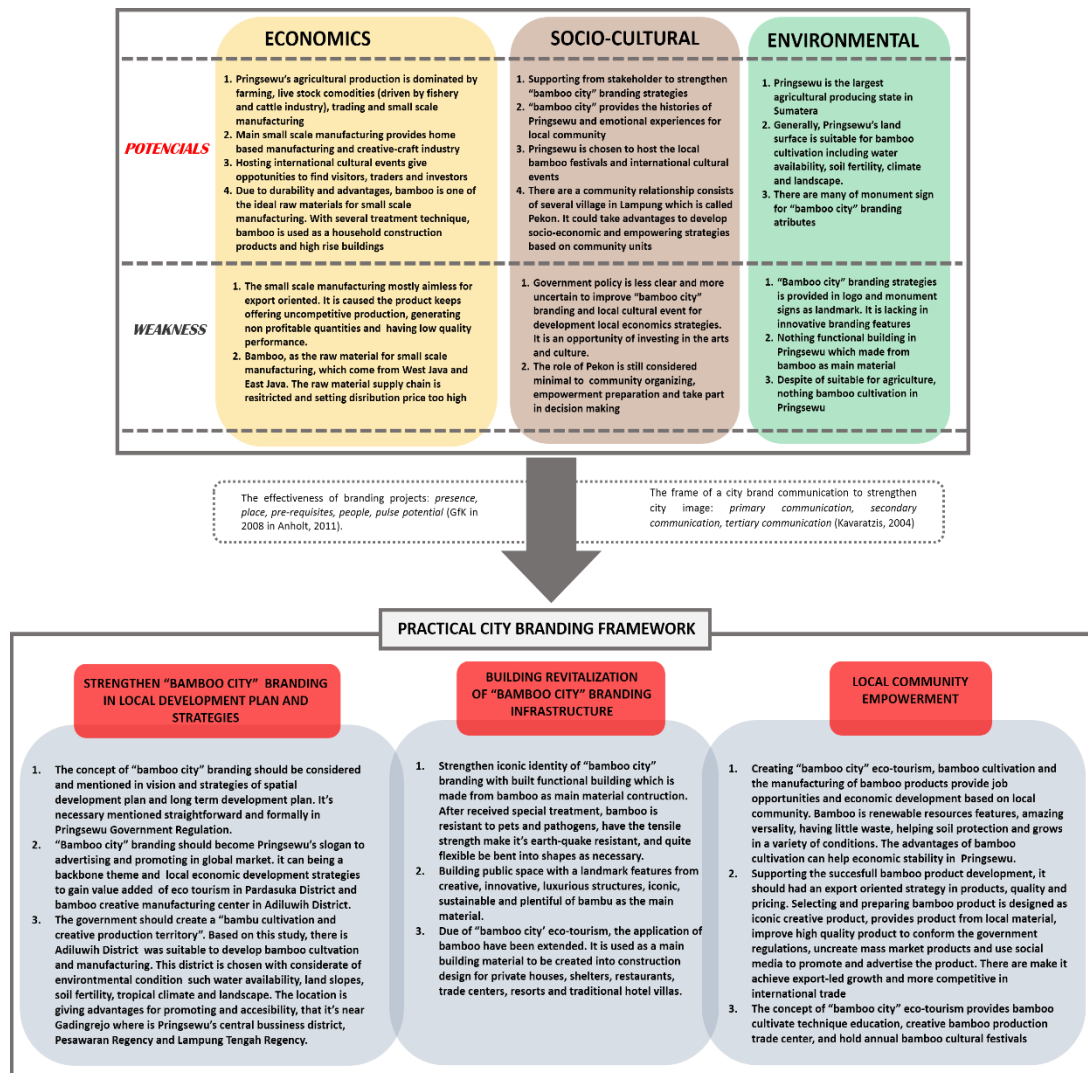 ECONOMICS
SOCIO-CULTURAL
ENVIRONMENTAL
POTENCIALS
1. Pringsewu's agricultural production is dominated by
farming, live stock comodities (driven by fishery
and cattle industry), trading and small scale
manufacturing
2. Main small scale manufacturing provides home
based manufacturing and creative-craft industry
3. Hosting international cultural events give
oppotunities to find visitors, traders and investors
4. Due to durability and advantages, bamboo is one of
the ideal raw materials for small scale
manufacturing. With several treatment technique,
bamboo is used as a household construction
products and high rise buildings
1. Supporting from stakeholder to strengthen
"bamboo city" branding strategies
2. "bamboo city" provides the histories of
Pringsewu and emotional experiences for
local community
3. Pringsewu is chosen to host the local
bamboo festivals and international cultural
events
4. There are a community relationship consists
of several village in Lampung which is called
Pekon. It could take advantages to develop
socio-economic and empowering strategies
based on community units
1. Pringsewu is the largest
agricultural producing state in
Sumatera
2. Generally, Pringsewu's land
surface is suitable for bamboo
cultivation including water
availability, soil fertility, climate
and landscape.
3. There are many of monument sign
for "bamboo city" branding
atributes
WEAKNESS
1. The small scale manufacturing mostly aimless for
export oriented. It is caused the product keeps
offering uncompetitive production, generating
non profitable quantities and having low quality
performance.
2. Bamboo, as the raw material for small scale
manufacturing, which come from West Java and
East Java. The raw material supply chain is
resitricted and setting disribution price too high
1. Government policy is less clear and more
uncertain to improve "bamboo city"
branding and local cultural event for
development local economics strategies.
It is an opportunity of investing in the arts
and culture.
2. The role of Pekon is still considered
minimal to community organizing,
empowerment preparation and take part
in decision making
1. "Bamboo city" branding strategies
is provided in logo and monument
signs as landmark. It is lacking in
innovative branding features
2. Nothing functional building in
Pringsewu which made from
bamboo as main material
3. Despite of suitable for agriculture,
nothing bamboo cultivation in
Pringsewu
The effectiveness of branding projects: presence,
place, pre-requisites, people, pulse potential (GfK in
2008 in Anholt, 2011).
The frame of a city brand communication to strengthen
city image: primary communication, secondary
communication, tertiary communication (Kavaratzis, 2004)
PRACTICAL CITY BRANDING FRAMEWORK
STRENGTHEN "BAMBOO CITY" BRANDING
IN LOCAL DEVELOPMENT PLAN AND
STRATEGIES
1. The concept of "bamboo city" branding should be considered
and mentioned in vision and strategies of spatial
development plan and long term development plan. It's
necessary mentioned straightforward and formally in
Pringsewu Government Regulation.
2. "Bamboo city" branding should become Pringsewu's slogan to
advertising and promoting in global market. it can being a
backbone theme and local economic development strategies
to gain value added of eco tourism in Pardasuka District and
bamboo creative manufacturing center in Adiluwih District.
3. The government should create a "bambu cultivation and
creative production territory". Based on this study, there is
Adiluwih District was suitable to develop bamboo cultvation
and manufacturing. This district is chosen with considerate of
environmtental condition such water availability, land slopes,
soil fertility, tropical climate and landscape. The location is
giving advantages for promoting and accesibility, that it's near
Gadingrejo where is Pringsewu's central bussiness district,
Pesawaran Regency and Lampung Tengah Regency.
BUILDING REVITALIZATION
OF "BAMBOO CITY" BRANDING
INFRASTRUCTURE
1. Strengthen iconic identity of "bamboo city"
branding with built functional building which is
made from bamboo as main material contruction.
After received special treatment, bamboo is
resistant to pets and pathogens, have the tensile
strength make it's earth-quake resistant, and quite
flexible be bent into shapes as necessary.
2. Building public space with a landmark features from
creative, innovative, luxurious structures, iconic,
sustainable and plentiful of bambu as the main
material.
3. Due of "bamboo city' eco-tourism, the application of
bamboo have been extended. It is used as a main
building material to be created into construction
design for private houses, shelters, restaurants,
trade centers, resorts and traditional hotel villas.
LOCAL COMMUNITY
EMPOWERMENT
1. Creating "bamboo city" eco-tourism, bamboo cultivation and
the manufacturing of bamboo products provide job
opportunities and economic development based on local
community. Bamboo is renewable resources features, amazing
versality, having little waste, helping soil protection and grows
in a variety of conditions. The advantages of bamboo
cultivation can help economic stability in Pringsewu.
2. Supporting the succesfull bamboo product development, it
should had an export oriented strategy in products, quality and
pricing. Selecting and preparing bamboo product is designed as
iconic creative product, provides product from local material,
improve high quality product to conform the government
regulations, uncreate mass market products and use social
media to promote and advertise the product. There are make it
achieve export-led growth and more competitive in
international trade
3. The concept of "bamboo city" eco-tourism provides bamboo
cultivate technique education, creative bamboo production
trade center, and hold annual bamboo cultural festivals